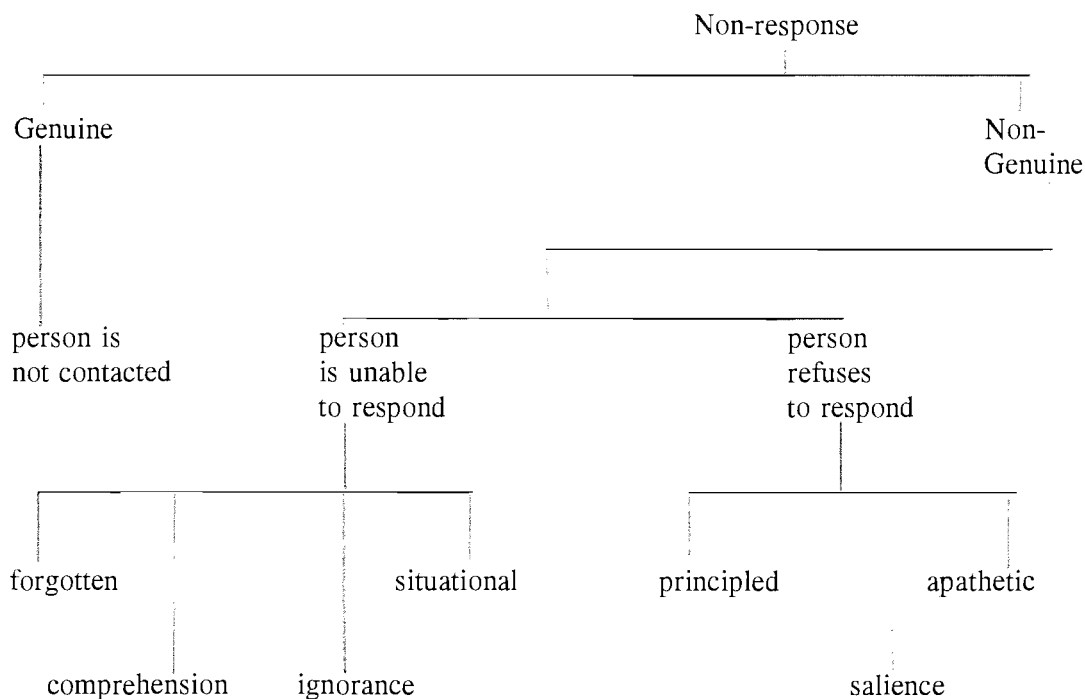 Non-response
Genuine
Non-
Genuine
person is
not contacted
person
is unable
to respond
person
refuses
to respond
forgotten
situational
principled
apathetic
comprehension
ignorance
salience